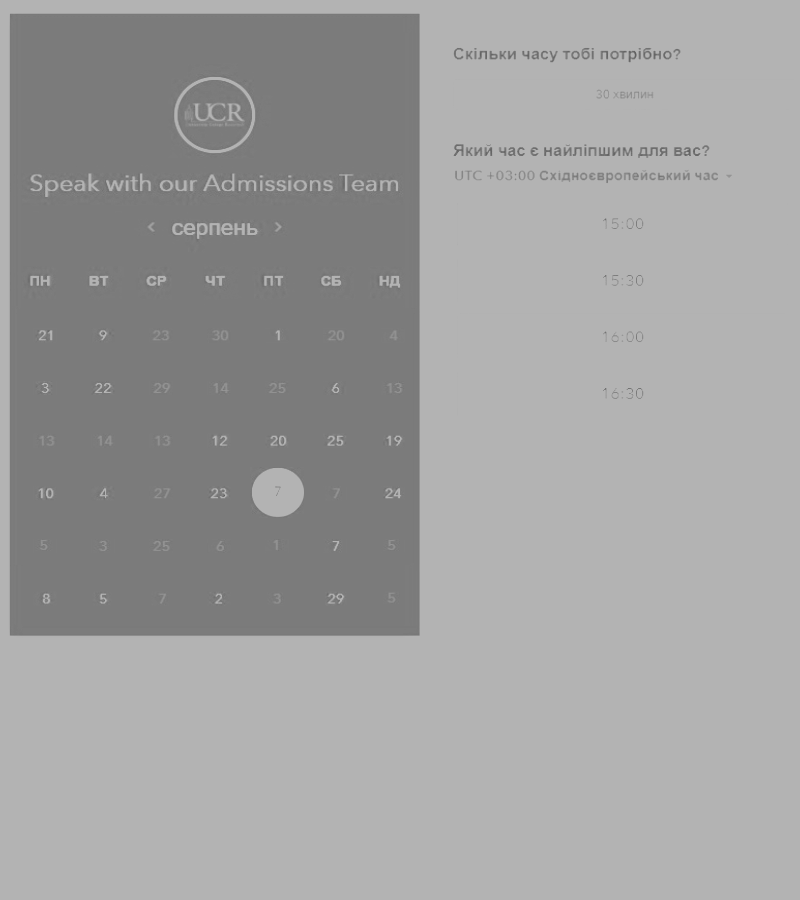 UCR
Speak with our Admissions Team
серпень
ПН ВТ СР ЧТ ПТ СБ НД
21 9 23 30 1 20 4
3 22 29 14 25 6 13
13 14 13 12 20 25 19
10 4 27 23 7 7 24
5 3 25 6 1 7 5
8 5 7 2 3 29 5
Скільки часу тобі потрібно?
30 хвилин
Який час є найліпшим для вас?
UTC +03:00 Східноєвропейський час
15:00
15:30
16:00
16:30